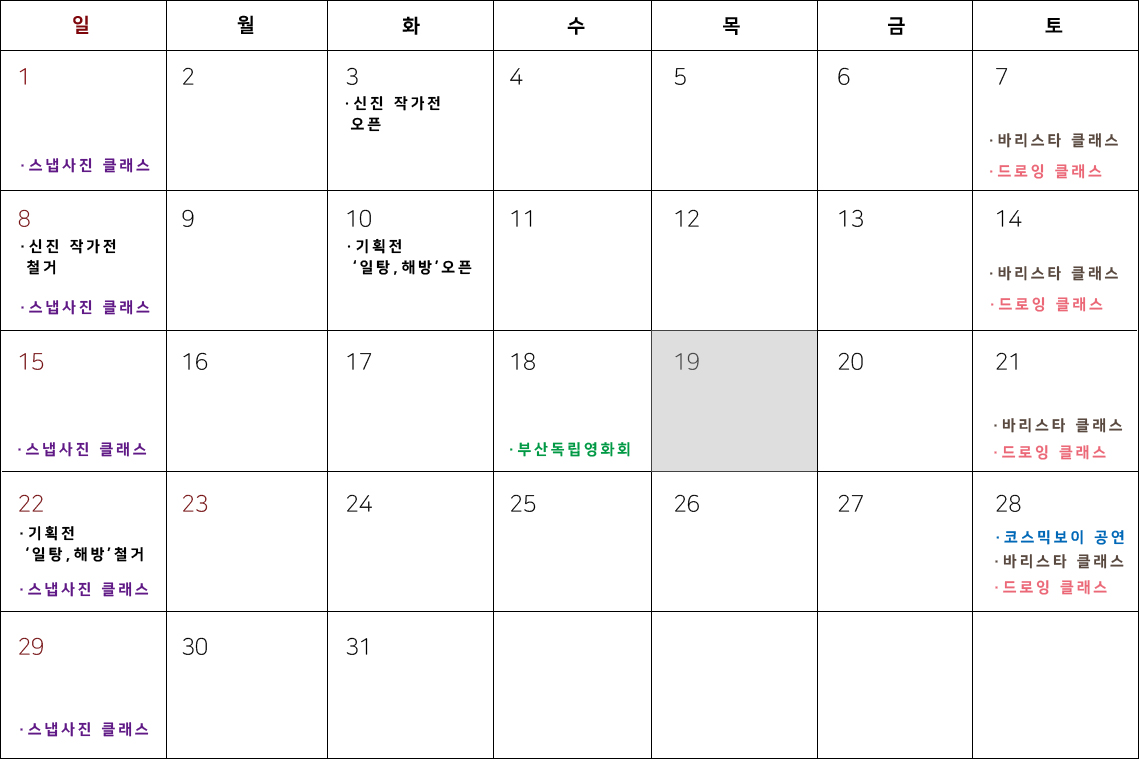 일 월 화 수 목 금 토
1 2 3 4 5 6 7
·신진 작가전
오픈
·스냅사진 클래스
·바리스타 클래스
·드로잉 클래스
8 9 10 11 12 13 14
·신진 작가전
철거
·스냅사진 클래스
·기획전
‘일탕,해방’오픈
·바리스타 클래스
·드로잉 클래스
15 16 17 18 19 20 21
·스냅사진 클래스
·부산독립영화회
·바리스타 클래스
·드로잉 클래스
22 23 24 25 26 27 28
·기획전
‘일탕,해방’철거
·스냅사진 클래스
·코스믹보이 공연
·바리스타 클래스
·드로잉 클래스
29 30 31
·스냅사진 클래스